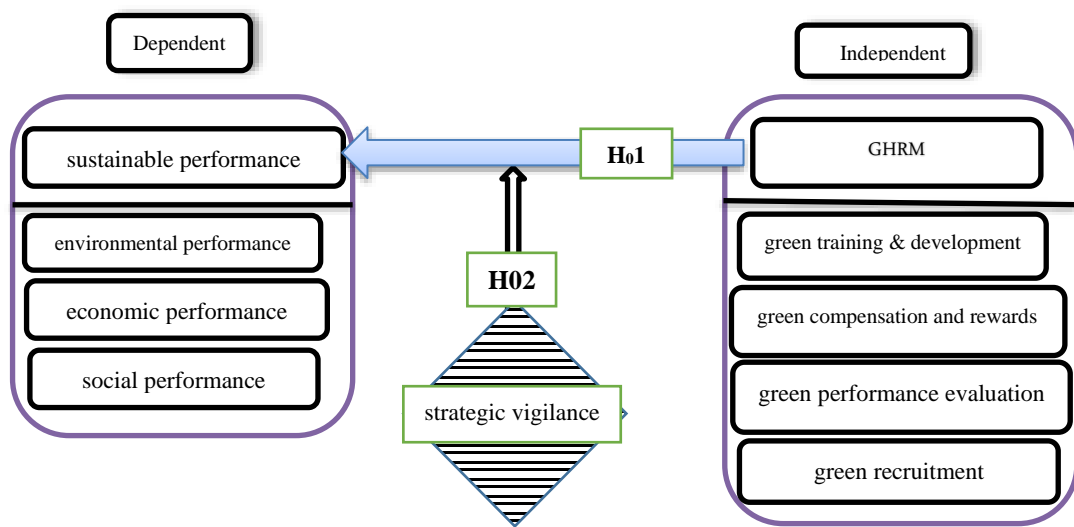 Dependent
Independent
sustainable performance
H₀1
GHRM
environmental performance
green training & development
H02
economic performance
green compensation and rewards
social performance
strategic vigilance
green performance evaluation
green recruitment